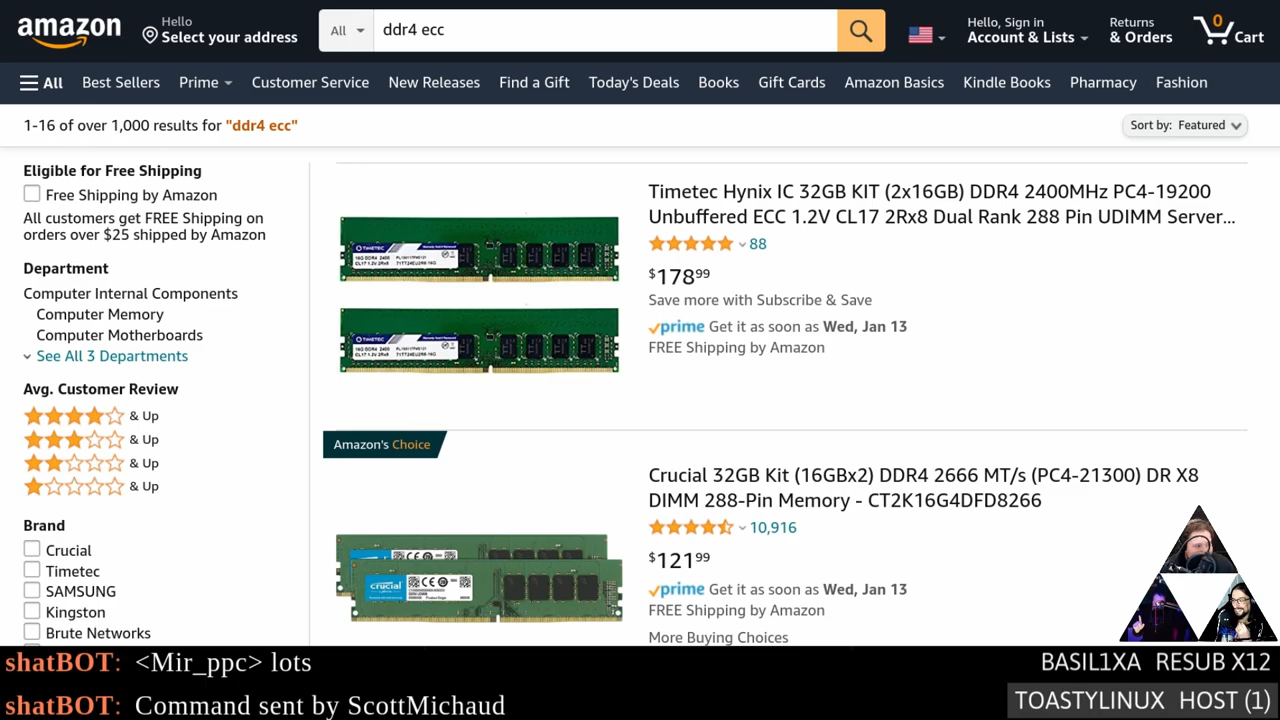 amazon
Hello
Select your address
All
ddr4 ecc
Hello, Sign in
Account & Lists
Returns
& Orders
0
Cart
All
Best Sellers
Prime
Customer Service
New Releases
Find a Gift
Today's Deals
Books
Gift Cards
Amazon Basics
Kindle Books
Pharmacy
Fashion
1-16 of over 1,000 results for "ddr4 ecc"
Sort by: Featured
Eligible for Free Shipping
Free Shipping by Amazon
All customers get FREE Shipping on
orders over $25 shipped by Amazon
Department
Computer Internal Components
Computer Memory
Computer Motherboards
See All 3 Departments
Avg. Customer Review
& Up
& Up
& Up
& Up
Brand
Crucial
Timetec
SAMSUNG
Kingston
Brute Networks
TIMETEC
TIMETEC
Timetec Hynix IC 32GB KIT (2x16GB) DDR4 2400MHz PC4-19200
Unbuffered ECC 1.2V CL17 2Rx8 Dual Rank 288 Pin UDIMM Server...
88
$17899
Save more with Subscribe & Save
prime Get it as soon as Wed, Jan 13
FREE Shipping by Amazon
Amazon's Choice
crucial
Crucial 32GB Kit (16GBx2) DDR4 2666 MT/s (PC4-21300) DR X8
DIMM 288-Pin Memory - CT2K16G4DFD8266
10,916
$12199
prime Get it as soon as Wed, Jan 13
FREE Shipping by Amazon
More Buying Choices
shatBOT: <Mir_ppc> lots
BASIL1XA RESUB X12
shatBOT: Command sent by ScottMichaud
TOASTYLINUX HOST (1)